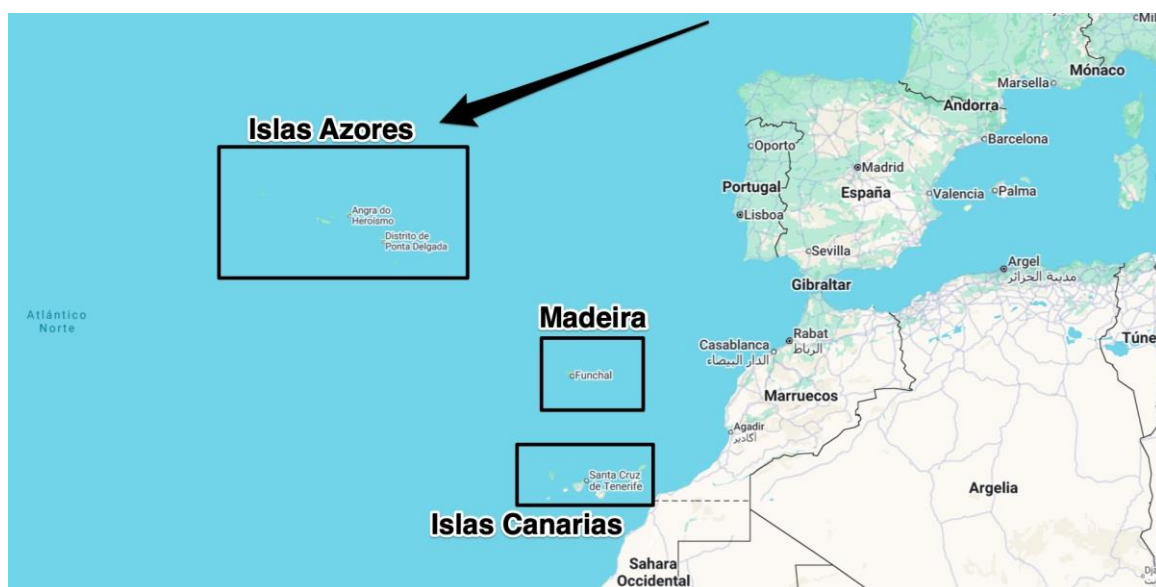 Mil
Mónaco
Marsella
Andorra
Islas Azores
Oporto
Barcelona
Madrid
Portugal
España
Valencia
Palma
Angra do
Heroísmo
Lisboa
Distrito de
Ponta Delgada
Sevilla
Argel
مدينة الجزائر
Gibraltar
Atlántico
Norte
Madeira
Rabat
الرباط
Casablanca
الدار البيضاء
Túne
Funchal
Marruecos
Agadir
أكادير
Santa Cruz
de Tenerife
Argelia
Islas Canarias
Sahara
Occidental